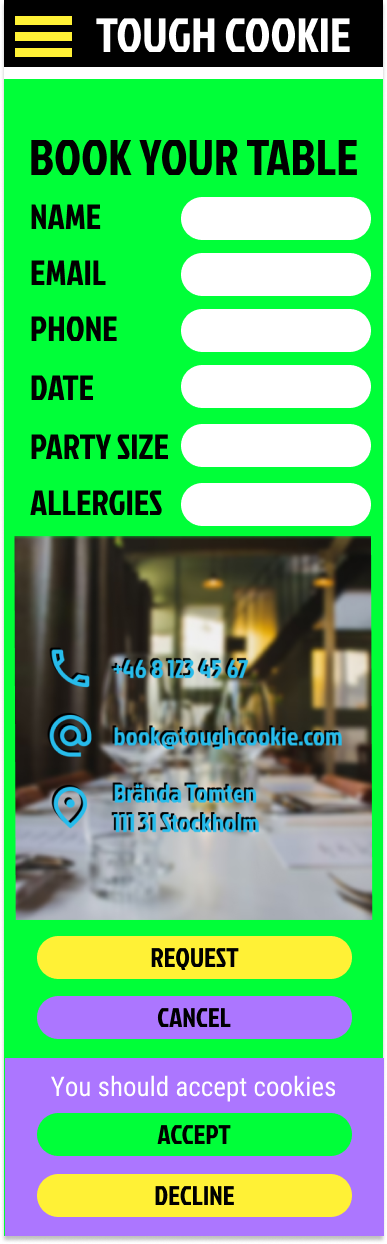 TOUGH COOKIE
BOOK YOUR TABLE
NAME
EMAIL
PHONE
DATE
PARTY SIZE
ALLERGIES
+46 8 123 45 67
book@toughcookie.com
Brända Tomten
111 31 Stockholm
REQUEST
CANCEL
You should accept cookies
ACCEPT
DECLINE